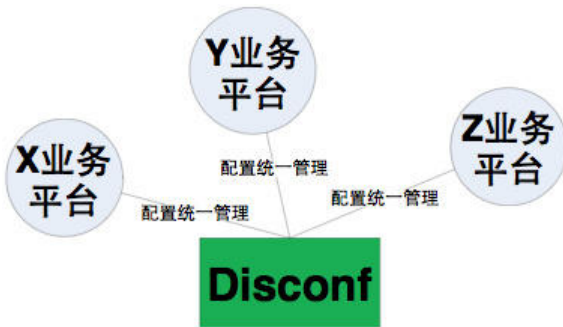 Y业务
平台
X业务
平台
Z业务
平台
配置统一管理
配置统一管理
配置统一管理
Disconf